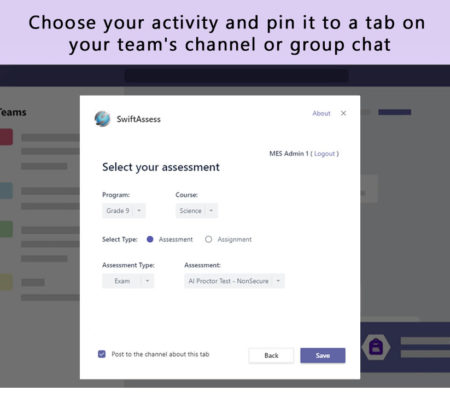 Choose your activity and pin it to a tab on
your team's channel or group chat
Teams
SwiftAssess
About ×
MES Admin 1 ( Logout )
Select your assessment
Program: Course:
Grade 9 Science
Select Type: Assessment Assignment
Assessment Type: Assessment:
Exam AI Proctor Test - NonSecure
Post to the channel about this tab Back Save